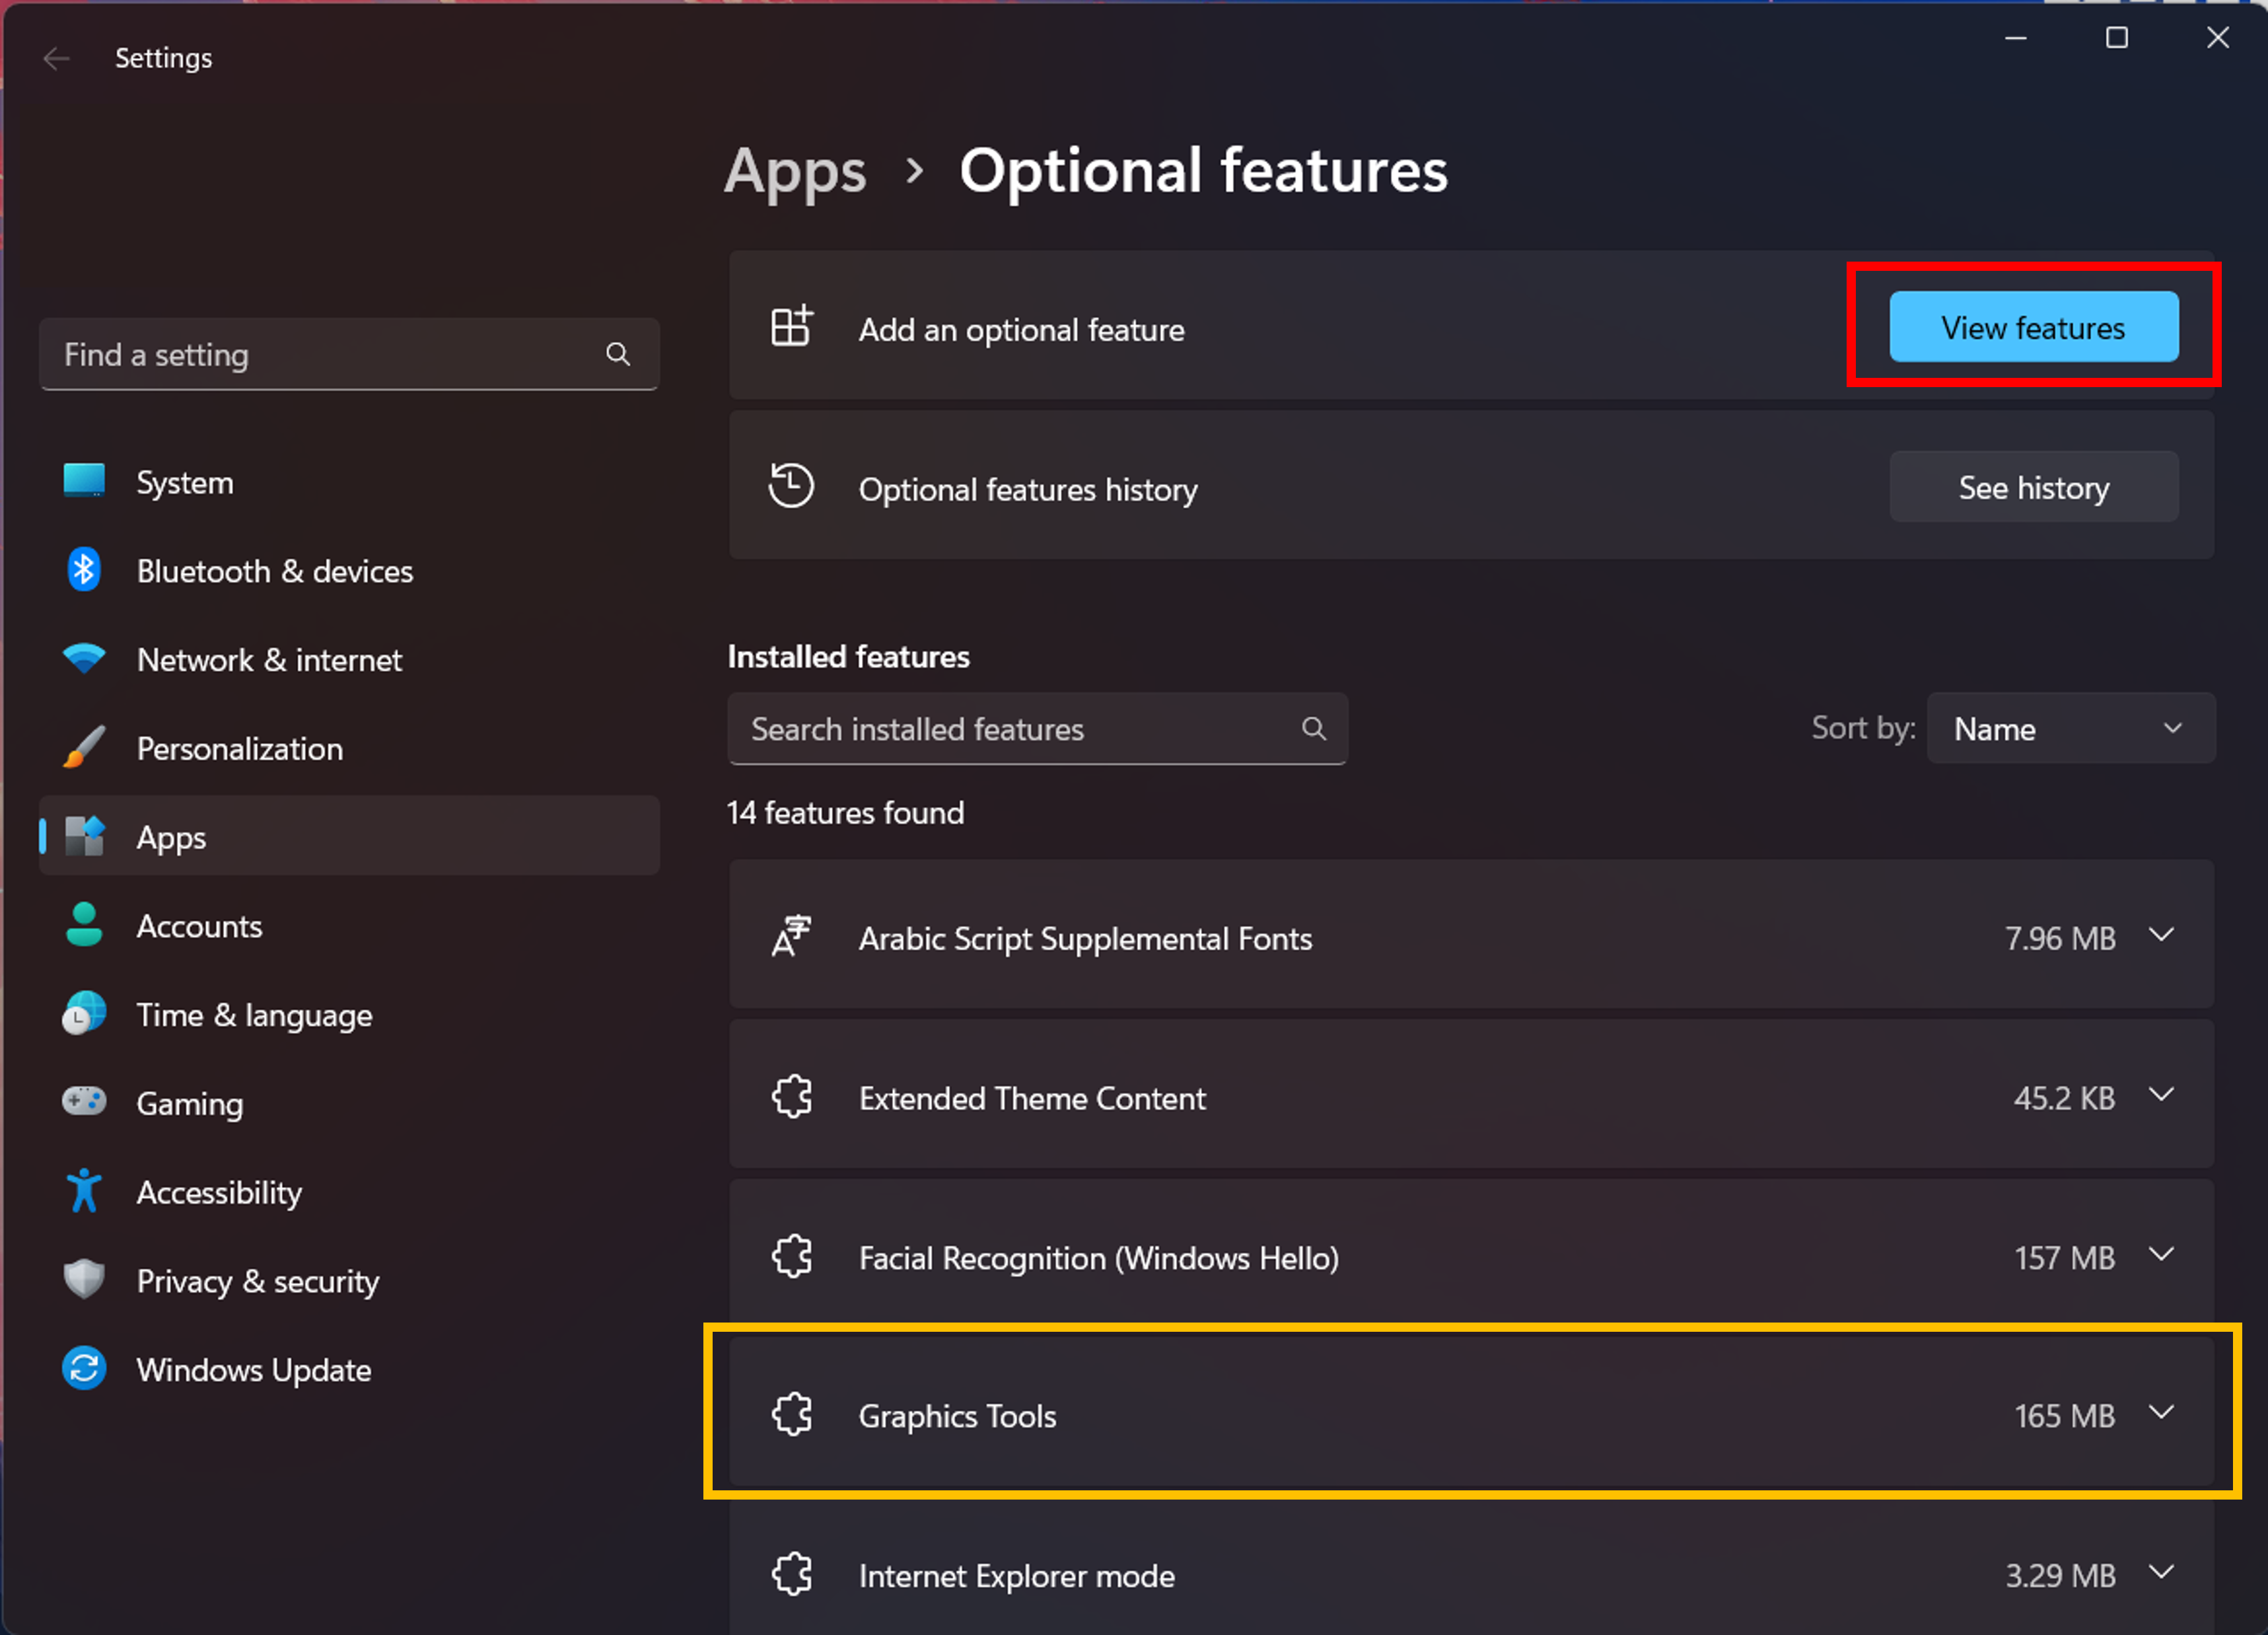 Settings
Apps > Optional features
Find a setting
System
Bluetooth & devices
Network & internet
Personalization
Apps
Accounts
Time & language
Gaming
Accessibility
Privacy & security
Windows Update
Add an optional feature
View features
Optional features history
See history
Installed features
Search installed features
Sort by: Name
14 features found
Arabic Script Supplemental Fonts 7.96 MB
Extended Theme Content 45.2 KB
Facial Recognition (Windows Hello) 157 MB
Graphics Tools 165 MB
Internet Explorer mode 3.29 MB